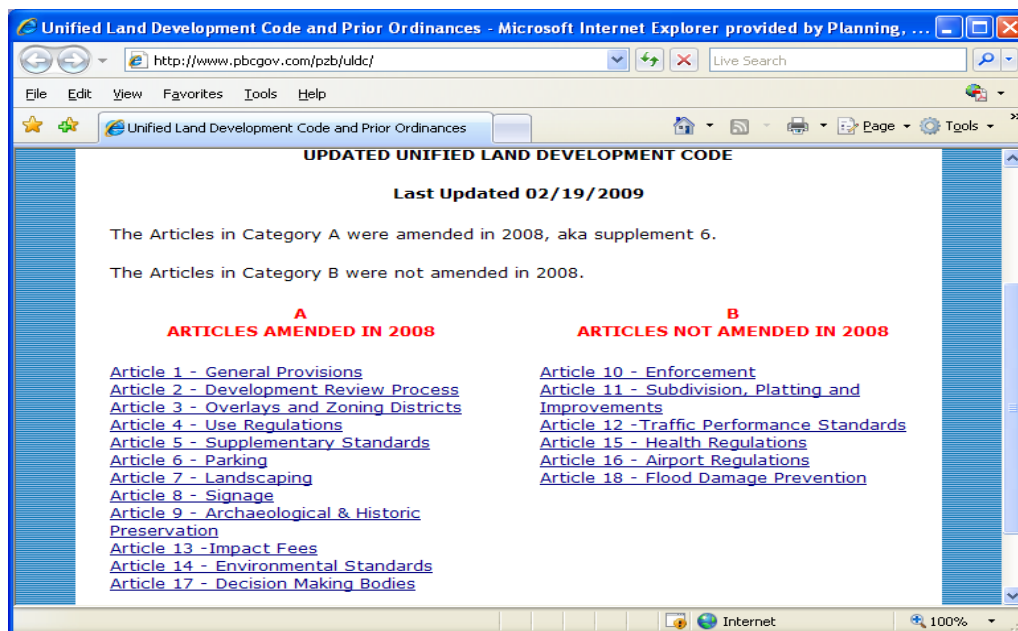 Unified Land Development Code and Prior Ordinances - Microsoft Internet Explorer provided by Planning, ...
http://www.pbcgov.com/pzb/uldc/
Live Search
File Edit View Favorites Tools Help
Unified Land Development Code and Prior Ordinances
Page Tools
UPDATED UNIFIED LAND DEVELOPMENT CODE
Last Updated 02/19/2009
The Articles in Category A were amended in 2008, aka supplement 6.
The Articles in Category B were not amended in 2008.
A
ARTICLES AMENDED IN 2008
Article 1 - General Provisions
Article 2 - Development Review Process
Article 3 - Overlays and Zoning Districts
Article 4 - Use Regulations
Article 5 - Supplementary Standards
Article 6 - Parking
Article 7 - Landscaping
Article 8 - Signage
Article 9 - Archaeological & Historic
Preservation
Article 13 -Impact Fees
Article 14 - Environmental Standards
Article 17 - Decision Making Bodies
B
ARTICLES NOT AMENDED IN 2008
Article 10 - Enforcement
Article 11 - Subdivision, Platting and
Improvements
Article 12 -Traffic Performance Standards
Article 15 - Health Regulations
Article 16 - Airport Regulations
Article 18 - Flood Damage Prevention
Internet
100%